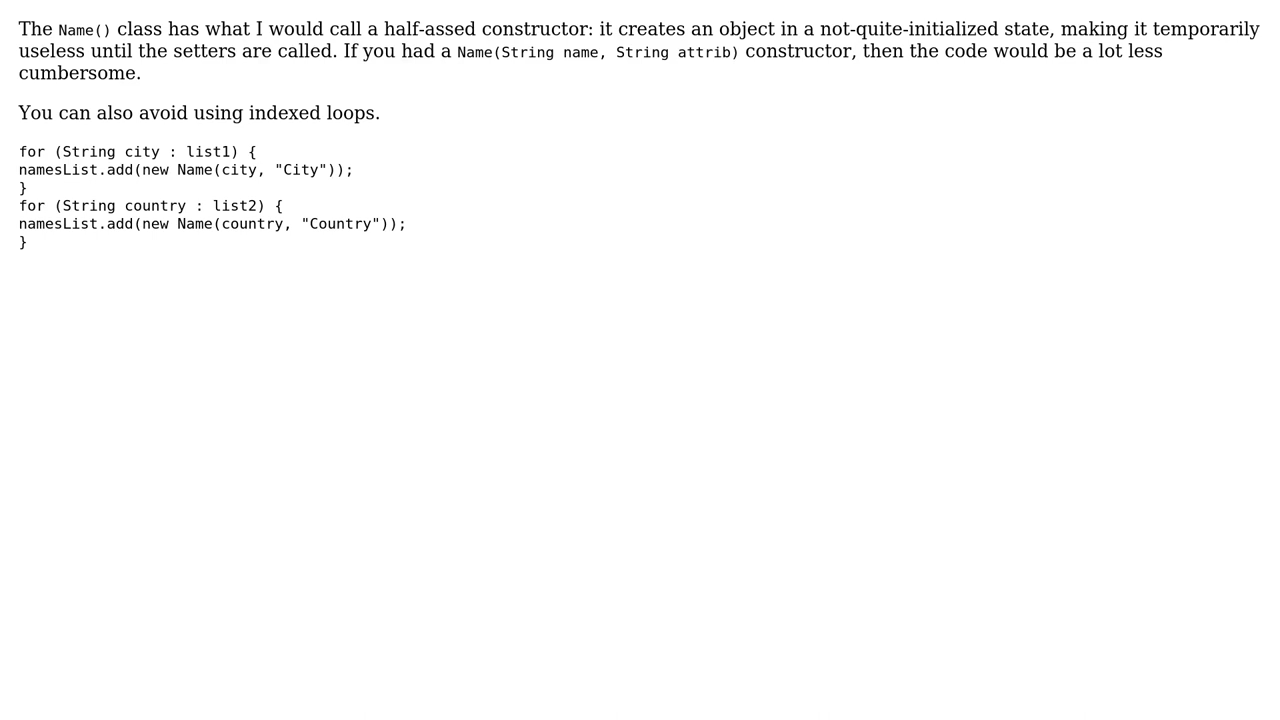 The Name() class has what I would call a half-assed constructor: it creates an object in a not-quite-initialized state, making it temporarily
useless until the setters are called. If you had a Name(String name, String attrib) constructor, then the code would be a lot less
cumbersome.
You can also avoid using indexed loops.
for (String city : list1) {
namesList.add(new Name(city, "City"));
}
for (String country : list2) {
namesList.add(new Name(country, "Country"));
}